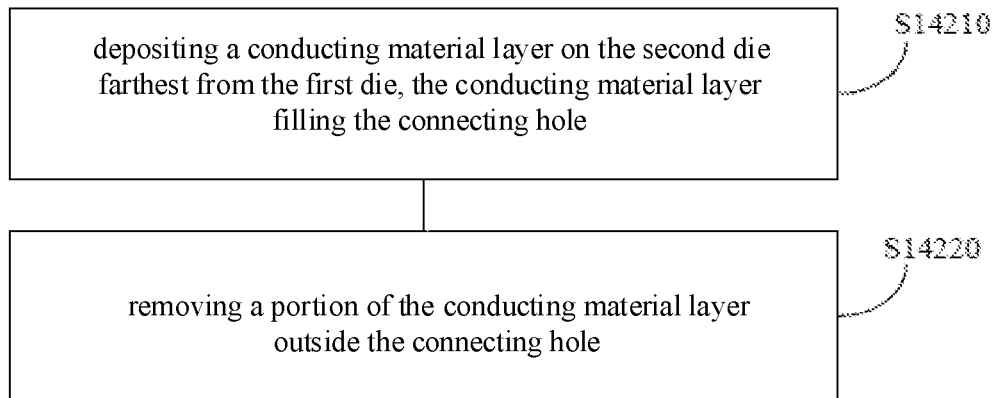 S14210
depositing a conducting material layer on the second die
farthest from the first die, the conducting material layer
filling the connecting hole
S14220
removing a portion of the conducting material layer
outside the connecting hole